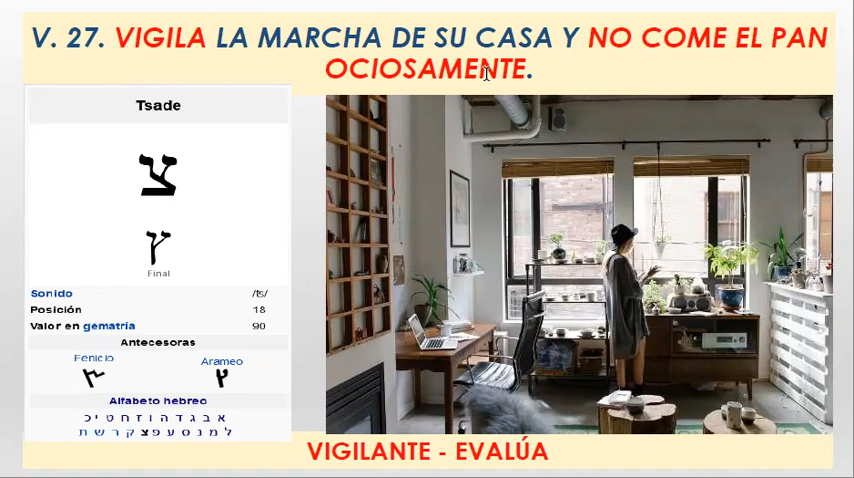 V. 27. VIGILA LA MARCHA DE SU CASA Y NO COME EL PAN
OCIOSAMENTE.
Tsade
צ
ץ
Final
Sonido /ts/
Posición 18
Valor en gematría 90
Antecesoras
Fenicio Arameo
Alfabeto hebreo
א ב ג ד ה ו ז ח ט י כ
ל מ נ ס ע פ צ ק ר ש ת
VIGILANTE - EVALÚA